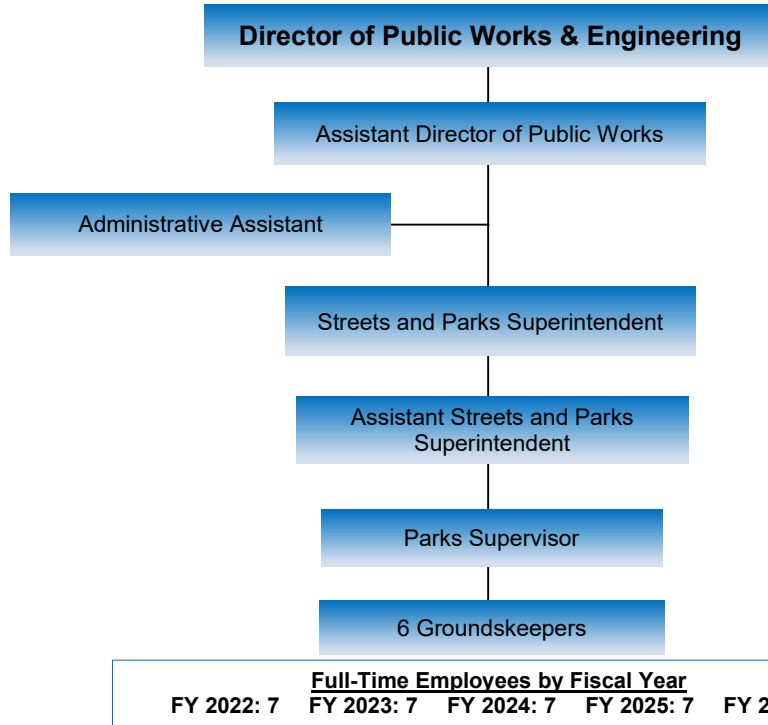 Director of Public Works & Engineering
Assistant Director of Public Works
Administrative Assistant
Streets and Parks Superintendent
Assistant Streets and Parks
Superintendent
Parks Supervisor
6 Groundskeepers
Full-Time Employees by Fiscal Year
FY 2022: 7 FY 2023: 7 FY 2024: 7 FY 2025: 7 FY